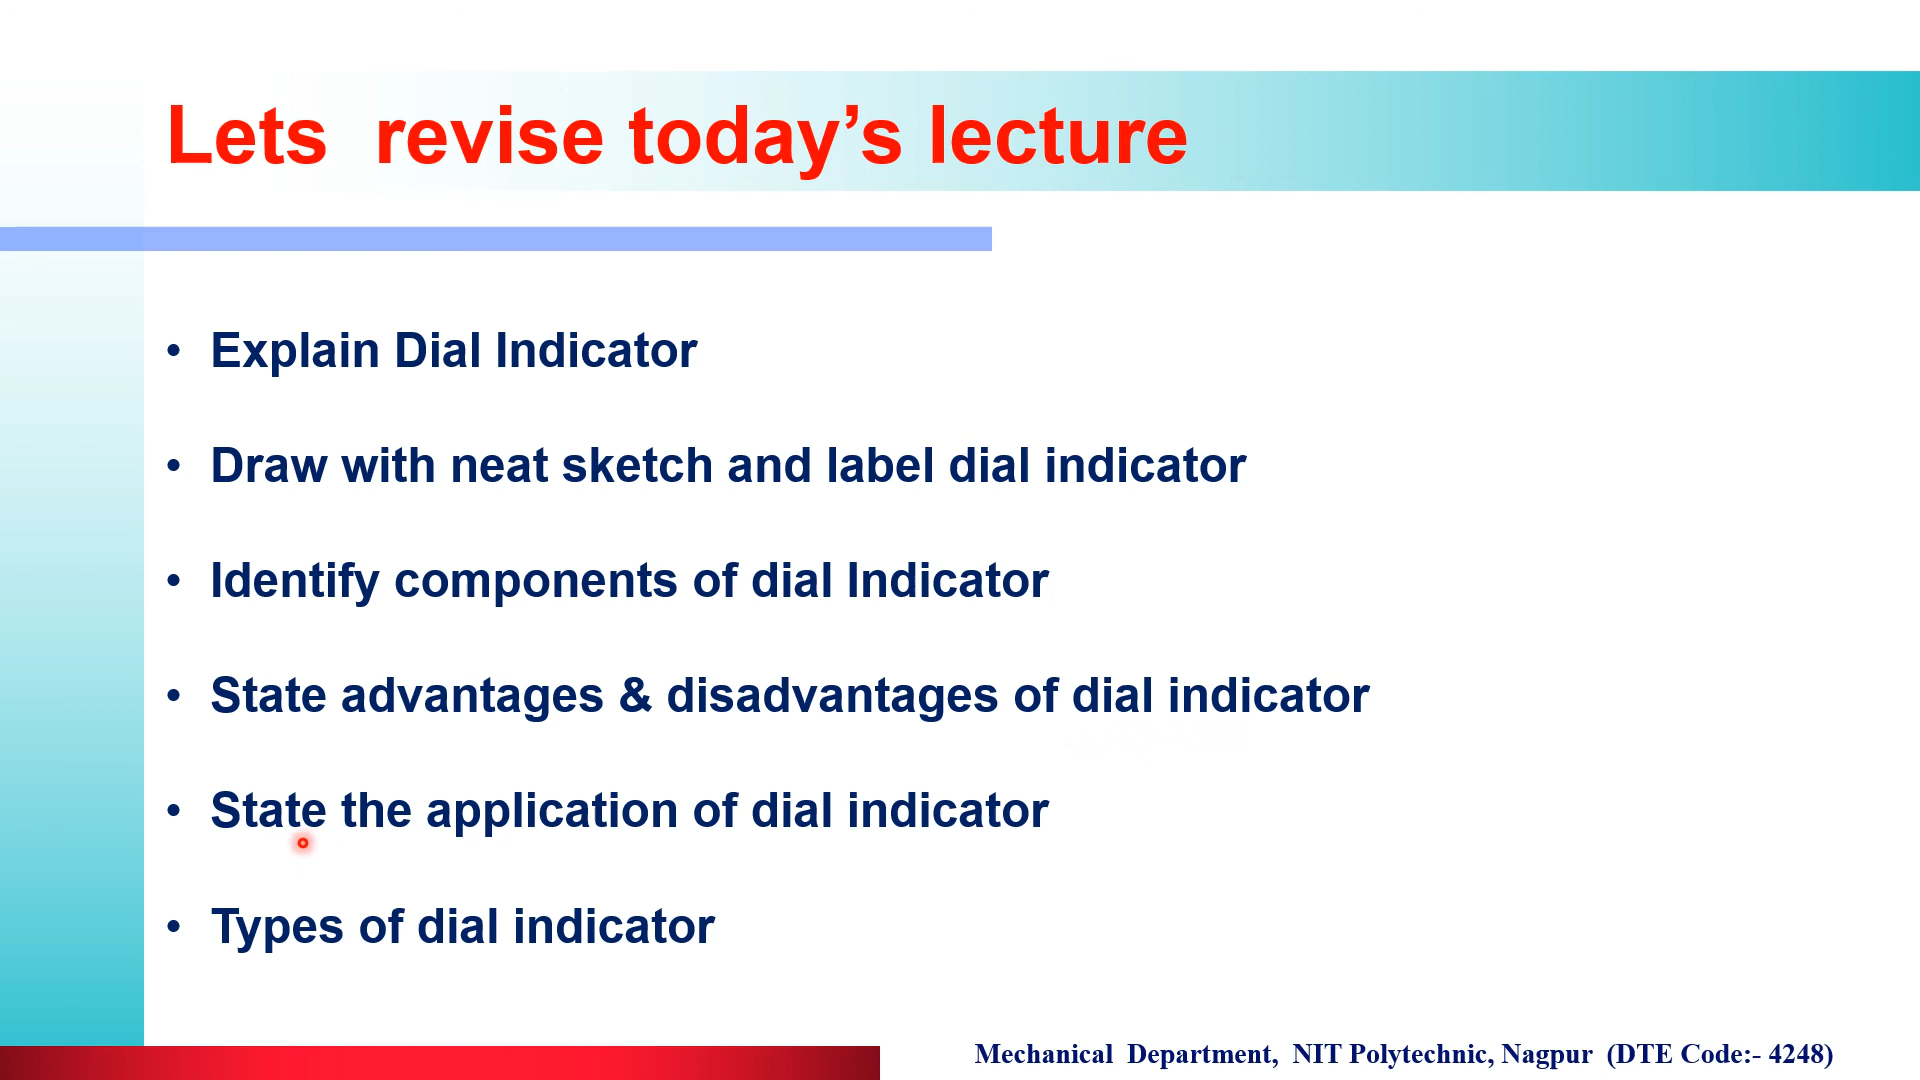 Lets  revise today’s lecture
• Explain Dial Indicator
• Draw with neat sketch and label dial indicator
• Identify components of dial Indicator
• State advantages & disadvantages of dial indicator
• State the application of dial indicator
• Types of dial indicator
Mechanical  Department,  NIT Polytechnic, Nagpur  (DTE Code:- 4248)